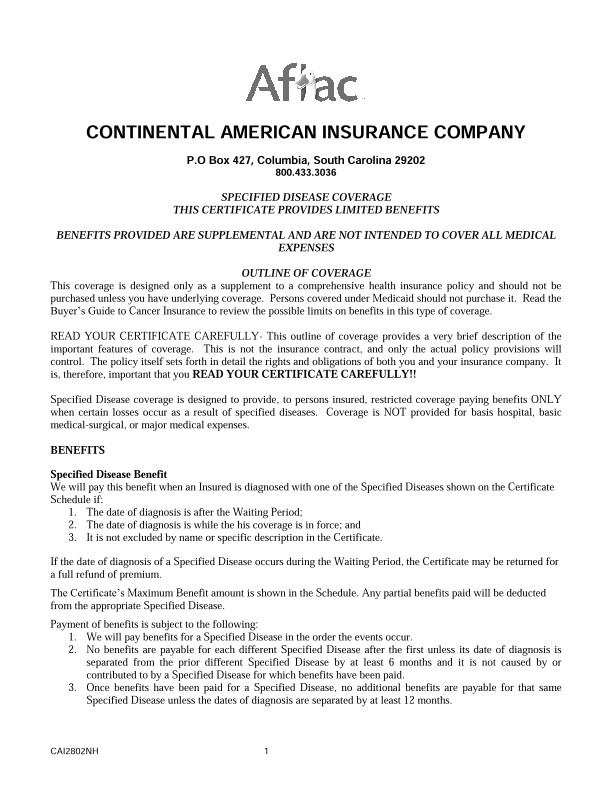 Aflac
CONTINENTAL AMERICAN INSURANCE COMPANY
P.O Box 427, Columbia, South Carolina 29202
800.433.3036
SPECIFIED DISEASE COVERAGE
THIS CERTIFICATE PROVIDES LIMITED BENEFITS
BENEFITS PROVIDED ARE SUPPLEMENTAL AND ARE NOT INTENDED TO COVER ALL MEDICAL
EXPENSES
OUTLINE OF COVERAGE
This coverage is designed only as a supplement to a comprehensive health insurance policy and should not be
purchased unless you have underlying coverage. Persons covered under Medicaid should not purchase it. Read the
Buyer's Guide to Cancer Insurance to review the possible limits on benefits in this type of coverage.
READ YOUR CERTIFICATE CAREFULLY- This outline of coverage provides a very brief description of the
important features of coverage. This is not the insurance contract, and only the actual policy provisions will
control. The policy itself sets forth in detail the rights and obligations of both you and your insurance company. It
is, therefore, important that you READ YOUR CERTIFICATE CAREFULLY!!
Specified Disease coverage is designed to provide, to persons insured, restricted coverage paying benefits ONLY
when certain losses occur as a result of specified diseases. Coverage is NOT provided for basis hospital, basic
medical-surgical, or major medical expenses.
BENEFITS
Specified Disease Benefit
We will pay this benefit when an Insured is diagnosed with one of the Specified Diseases shown on the Certificate
Schedule if:
1. The date of diagnosis is after the Waiting Period;
2. The date of diagnosis is while the his coverage is in force; and
3. It is not excluded by name or specific description in the Certificate.
If the date of diagnosis of a Specified Disease occurs during the Waiting Period, the Certificate may be returned for
a full refund of premium.
The Certificate's Maximum Benefit amount is shown in the Schedule. Any partial benefits paid will be deducted
from the appropriate Specified Disease.
Payment of benefits is subject to the following:
1. We will pay benefits for a Specified Disease in the order the events occur.
2. No benefits are payable for each different Specified Disease after the first unless its date of diagnosis is
separated from the prior different Specified Disease by at least 6 months and it is not caused by or
contributed to by a Specified Disease for which benefits have been paid.
3. Once benefits have been paid for a Specified Disease, no additional benefits are payable for that same
Specified Disease unless the dates of diagnosis are separated by at least 12 months.
CAI2802NH 1